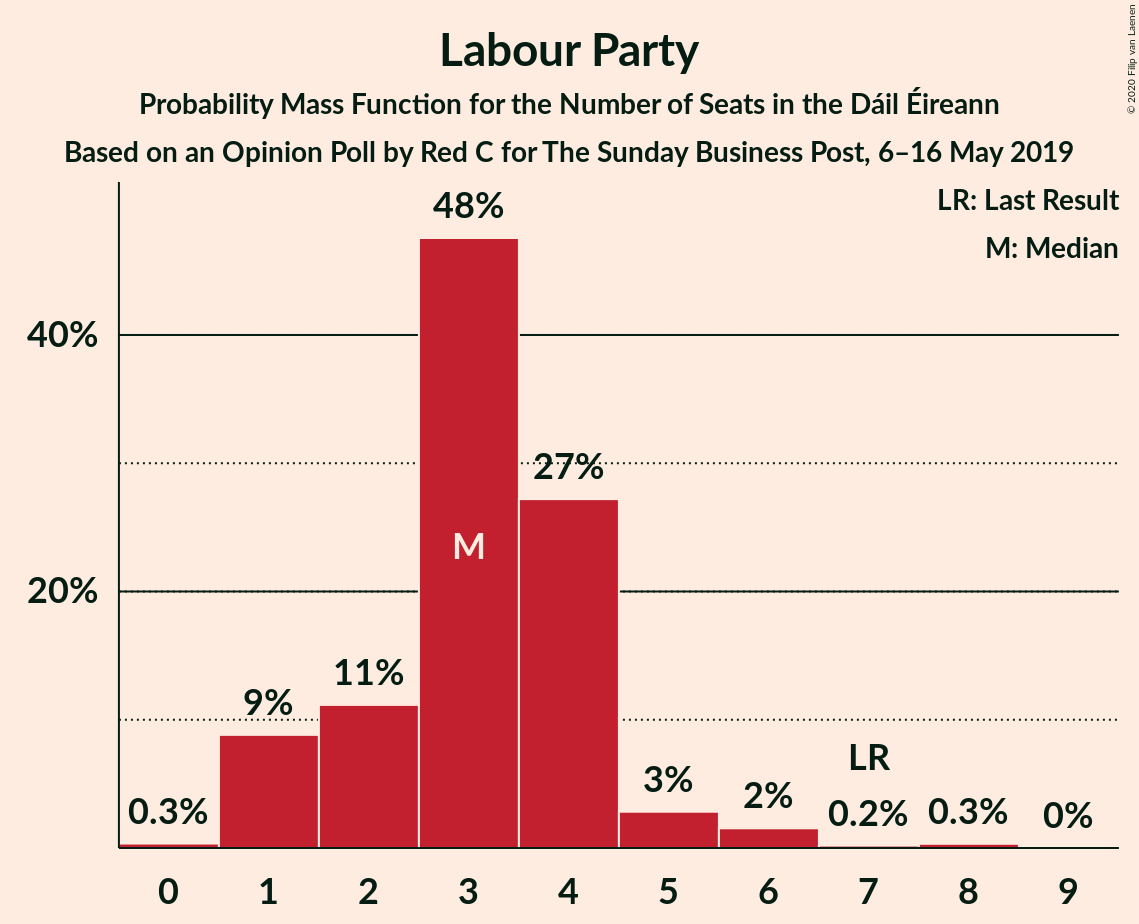 Labour Party
Probability Mass Function for the Number of Seats in the Dáil Éireann
Based on an Opinion Poll by Red C for The Sunday Business Post, 6–16 May 2019
© 2020 Filip van Laenen
LR: Last Result
M: Median
48%
40%
27%
M
20%
11%
9%
LR
3%
2%
0.3%
0.2%
0.3%
0%
0 1 2 3 4 5 6 7 8 9